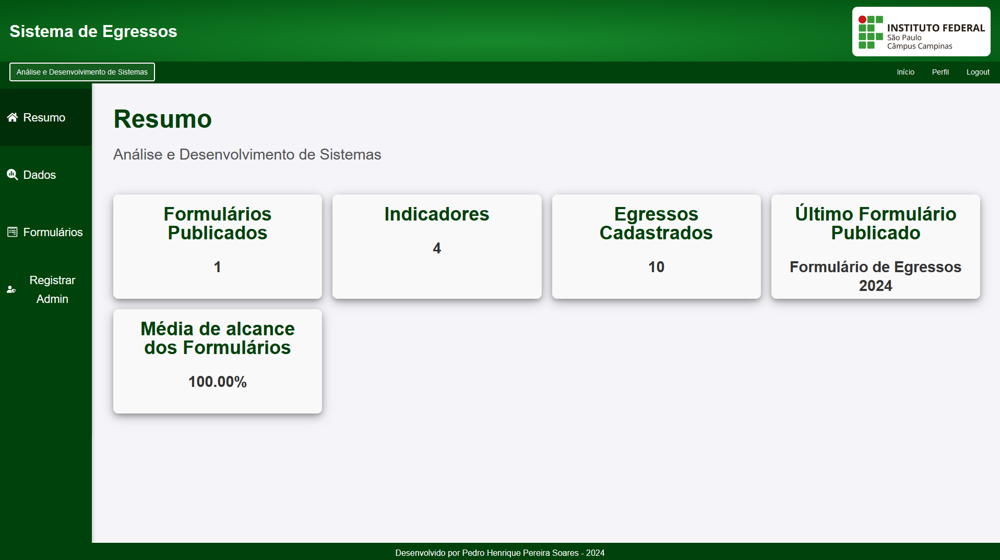 Sistema de Egressos
INSTITUTO FEDERAL
São Paulo
Câmpus Campinas
Análise e Desenvolvimento de Sistemas
Início
Perfil
Logout
Resumo
Dados
Formulários
Registrar
Admin
Resumo
Análise e Desenvolvimento de Sistemas
Formulários
Publicados
1
Indicadores
4
Egressos
Cadastrados
10
Último Formulário
Publicado
Formulário de Egressos
2024
Média de alcance
dos Formulários
100.00%
Desenvolvido por Pedro Henrique Pereira Soares - 2024